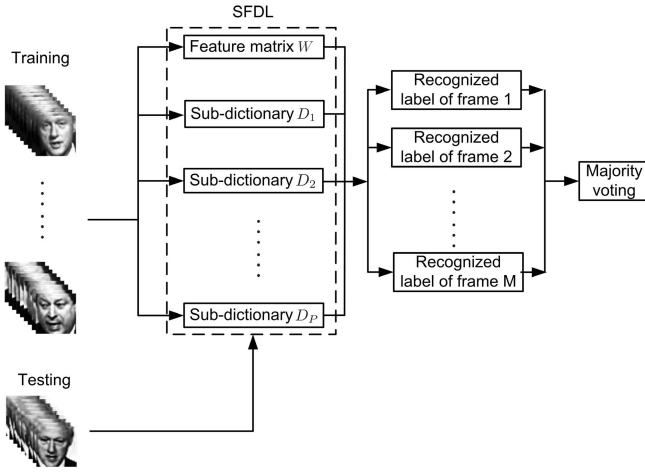 SFDL
Training
Feature matrix W
Sub-dictionary D₁
Sub-dictionary D₂
Sub-dictionary D_P
Recognized
label of frame 1
Recognized
label of frame 2
Recognized
label of frame M
Majority
voting
Testing